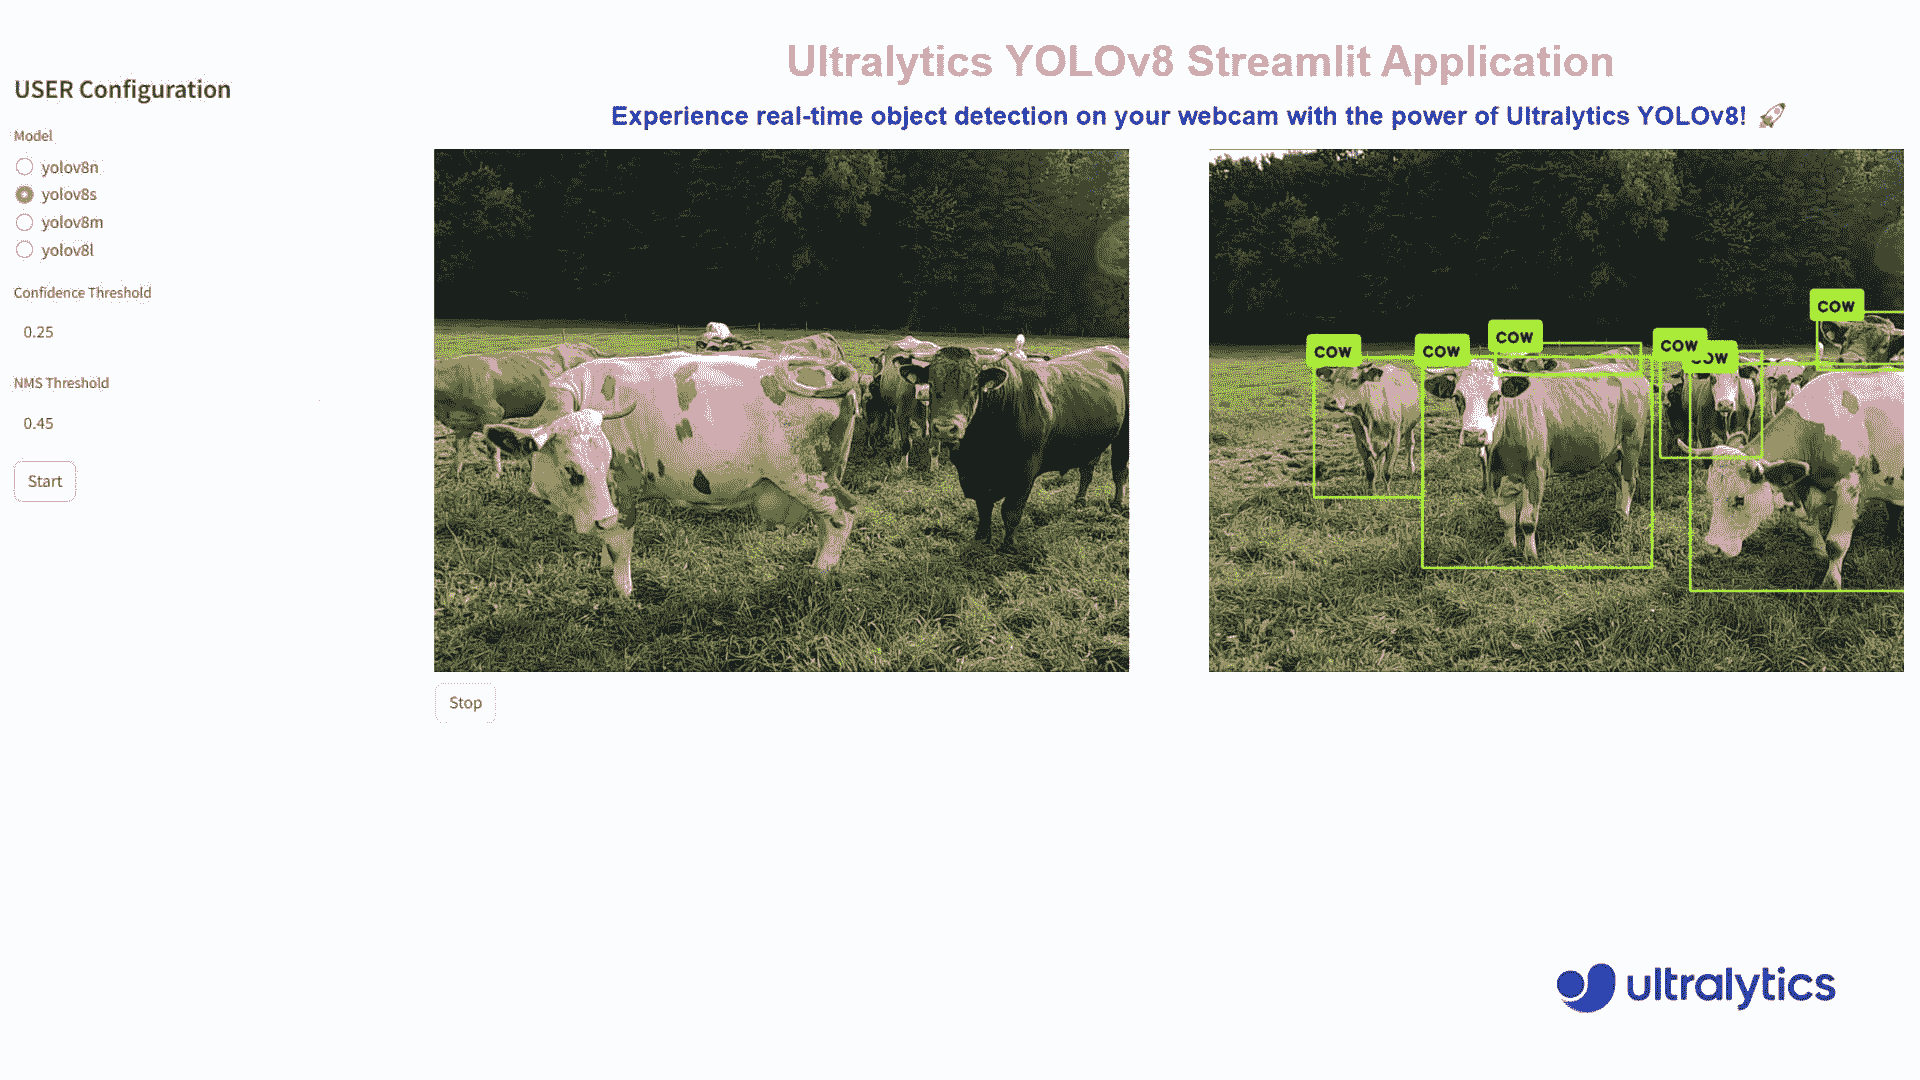 Ultralytics YOLOv8 Streamlit Application
Experience real-time object detection on your webcam with the power of Ultralytics YOLOv8! 🚀
USER Configuration
Model
yolov8n
yolov8s
yolov8m
yolov8l
Confidence Threshold
0.25
NMS Threshold
0.45
Start
cow
cow
cow
cow
cow
cow
Stop
ultralytics